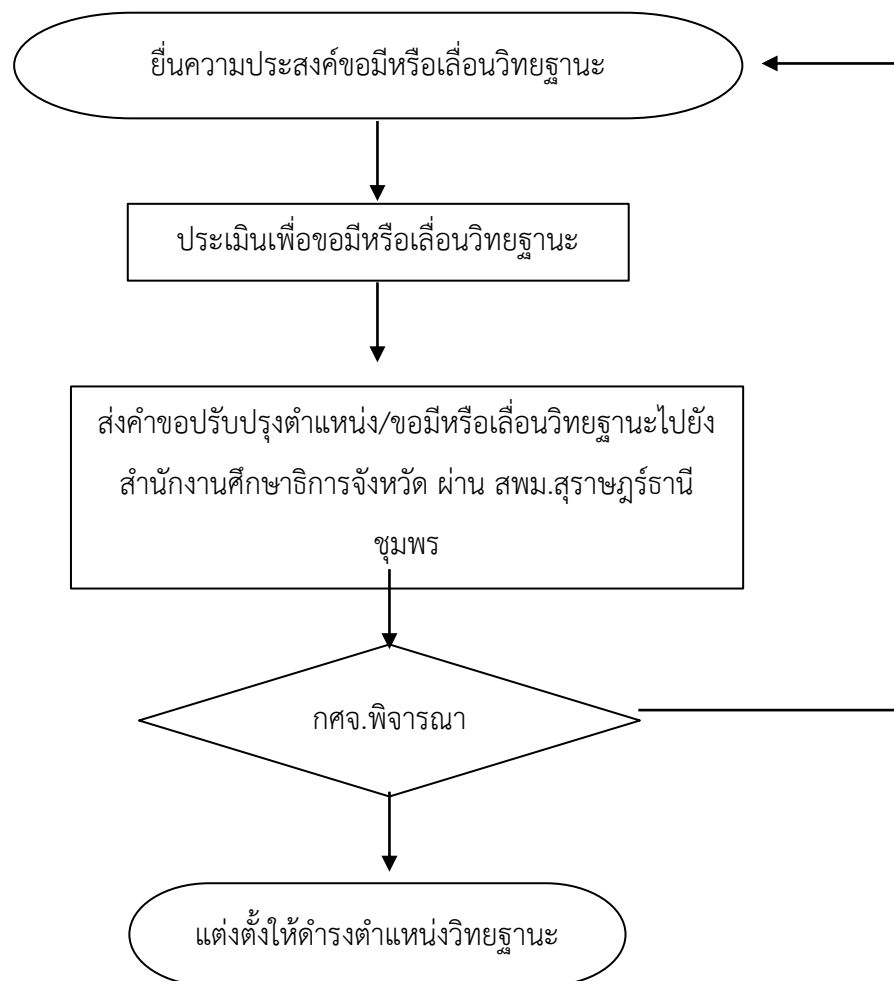 ยื่นความประสงค์ขอมีหรือเลื่อนวิทยฐานะ
ประเมินเพื่อขอมีหรือเลื่อนวิทยฐานะ
ส่งคำขอปรับปรุงตำแหน่ง/ขอมีหรือเลื่อนวิทยฐานะไปยัง
สำนักงานศึกษาธิการจังหวัด ผ่าน สพม.สุราษฎร์ธานี
ชุมพร
กศจ.พิจารณา
แต่งตั้งให้ดำรงตำแหน่งวิทยฐานะ